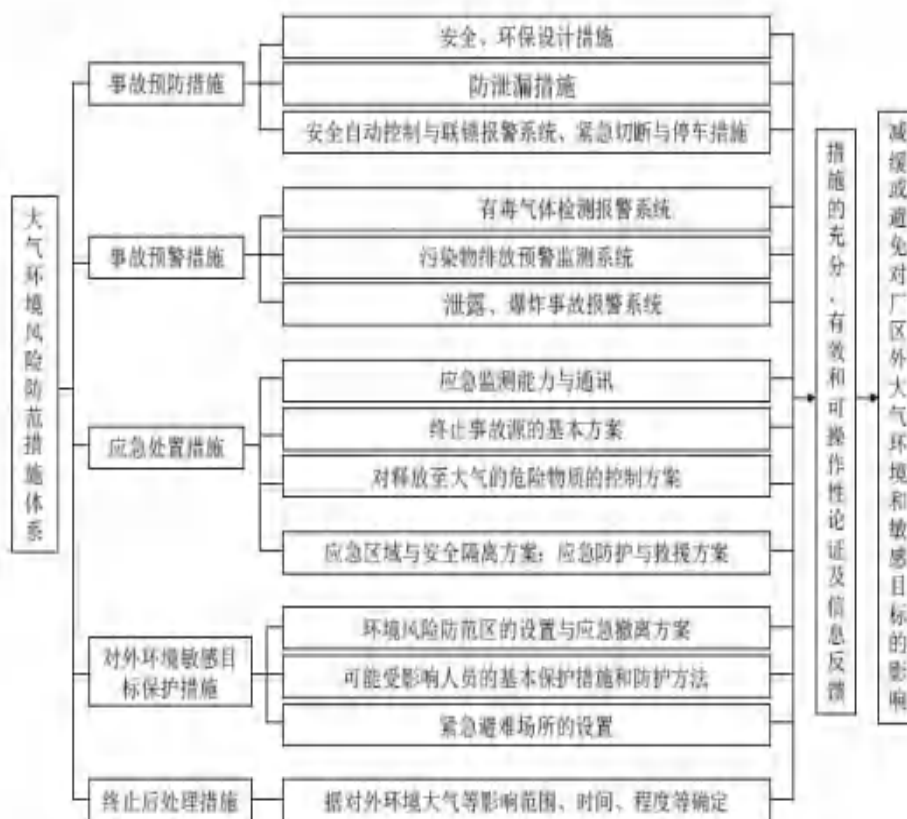 大气环境风险防范措施体系
事故预防措施
安全、环保设计措施
防泄漏措施
安全自动控制与联锁报警系统、紧急切断与停车措施
事故预警措施
有毒气体检测报警系统
污染物排放预警监测系统
泄露、爆炸事故报警系统
应急处置措施
应急监测能力与通讯
终止事故源的基本方案
对释放至大气的危险物质的控制方案
应急区域与安全隔离方案；应急防护与救援方案
对外环境敏感目
标保护措施
环境风险防范区的设置与应急撤离方案
可能受影响人员的基本保护措施和防护方法
紧急避难场所的设置
终止后处理措施
据对外环境大气等影响范围、时间、程度等确定
措施的充分、有效和可操作性论证及信息反馈
减缓或避免对厂区外大气环境和敏感目标的影响